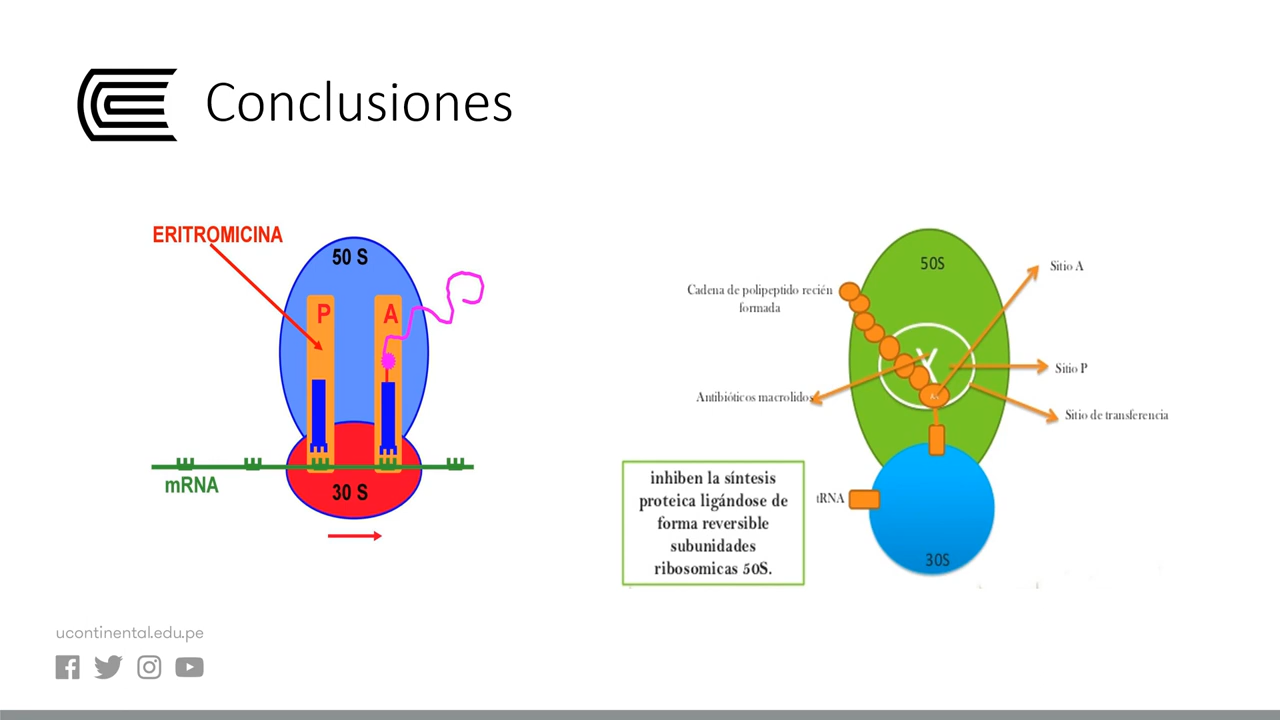 Conclusiones
ERITROMICINA
50 S
P
A
mRNA
30 S
50S
Sitio A
Cadena de polipeptido recién
formada
Sitio P
Antibióticos macrolidos
Sitio de transferencia
inhiben la síntesis
proteica ligándose de
forma reversible
subunidades
ribosomicas 50S.
tRNA
30S
ucontinental.edu.pe